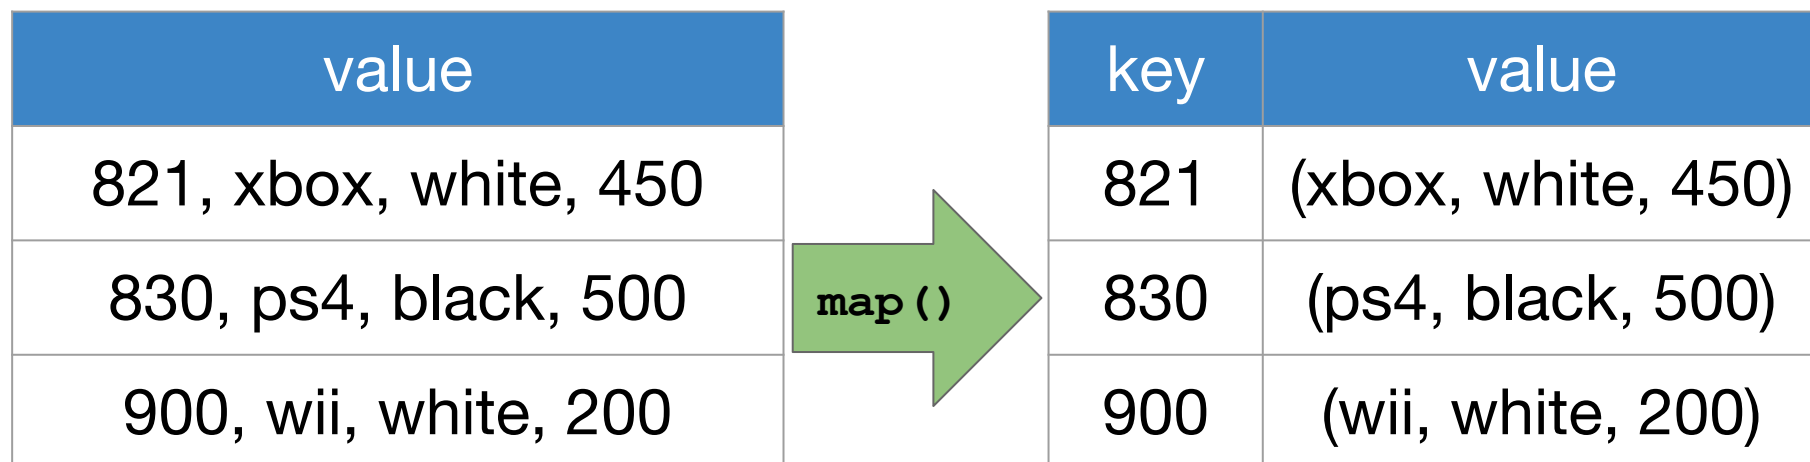 value
821, xbox, white, 450
830, ps4, black, 500
900, wii, white, 200
map()
key value
821 (xbox, white, 450)
830 (ps4, black, 500)
900 (wii, white, 200)